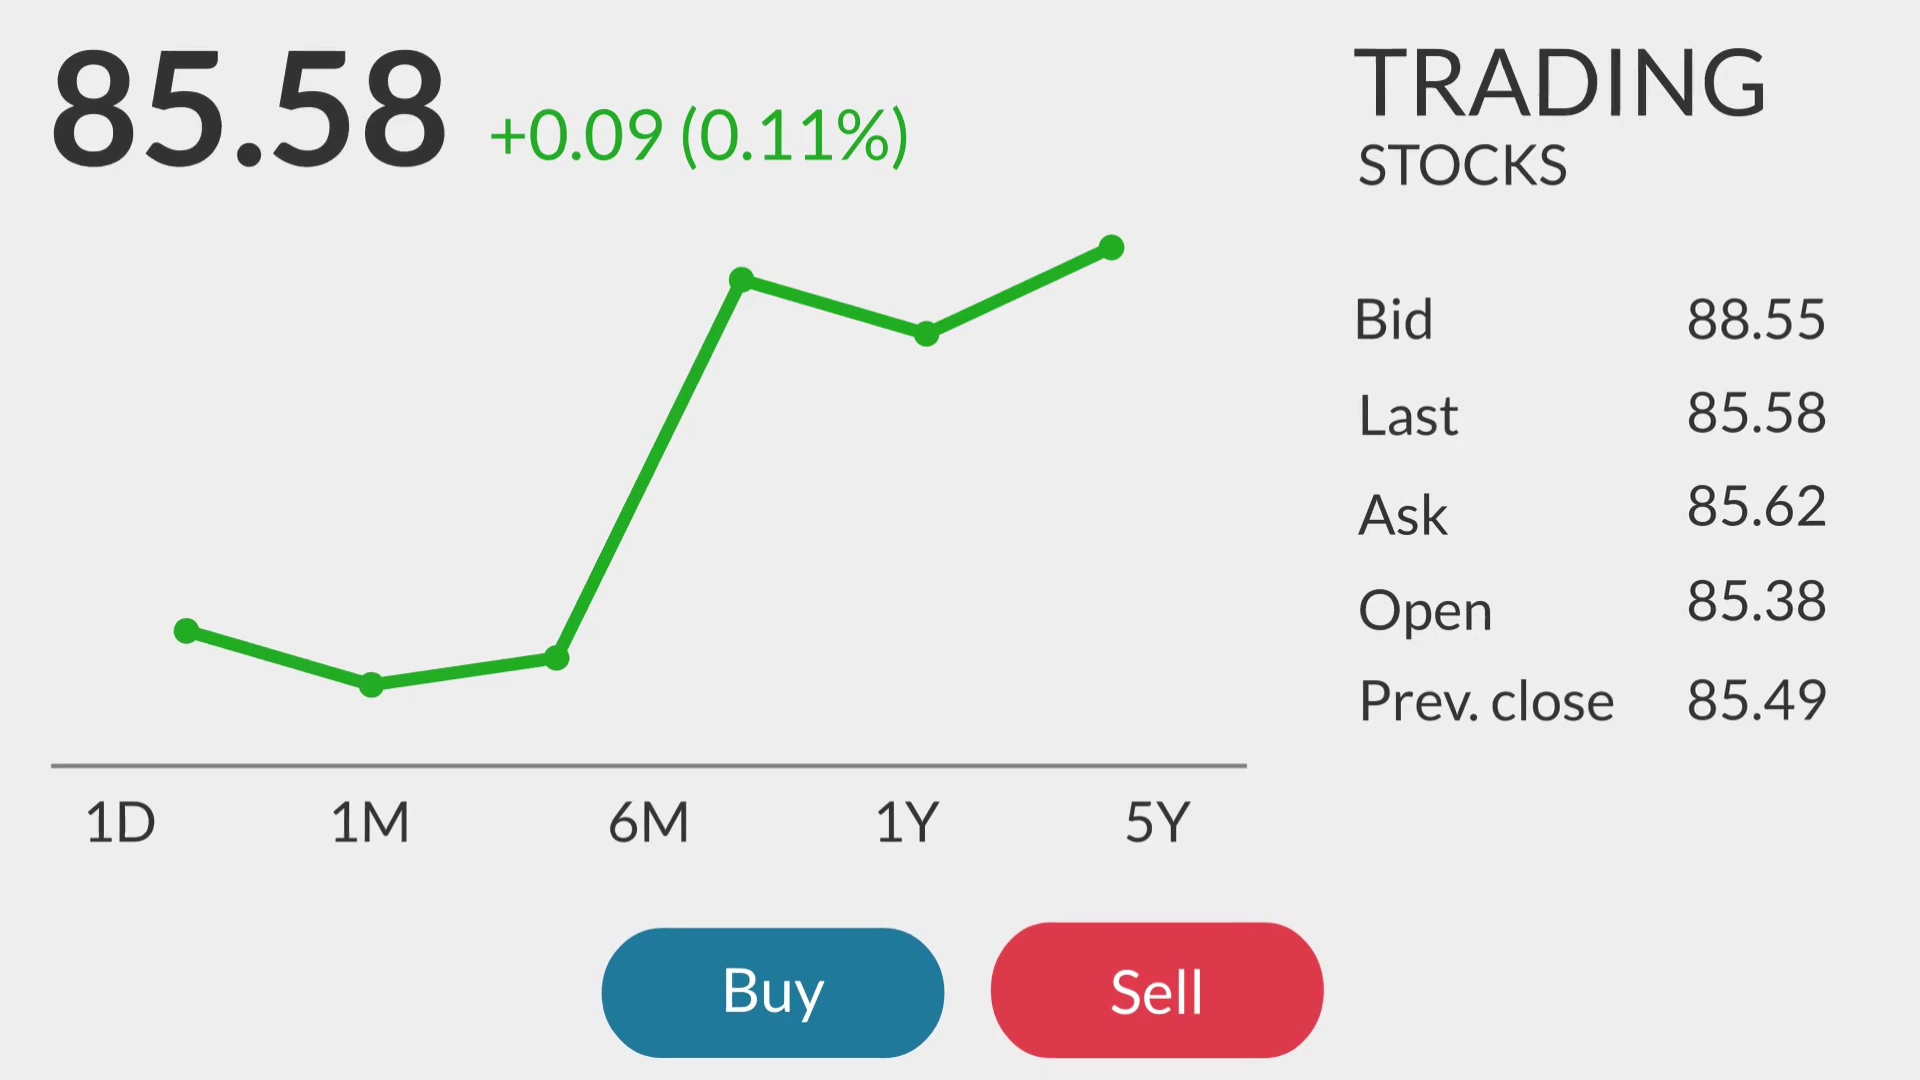 85.58 +0.09 (0.11%)
TRADING
STOCKS
Bid 88.55
Last 85.58
Ask 85.62
Open 85.38
Prev. close 85.49
1D 1M 6M 1Y 5Y
Buy Sell